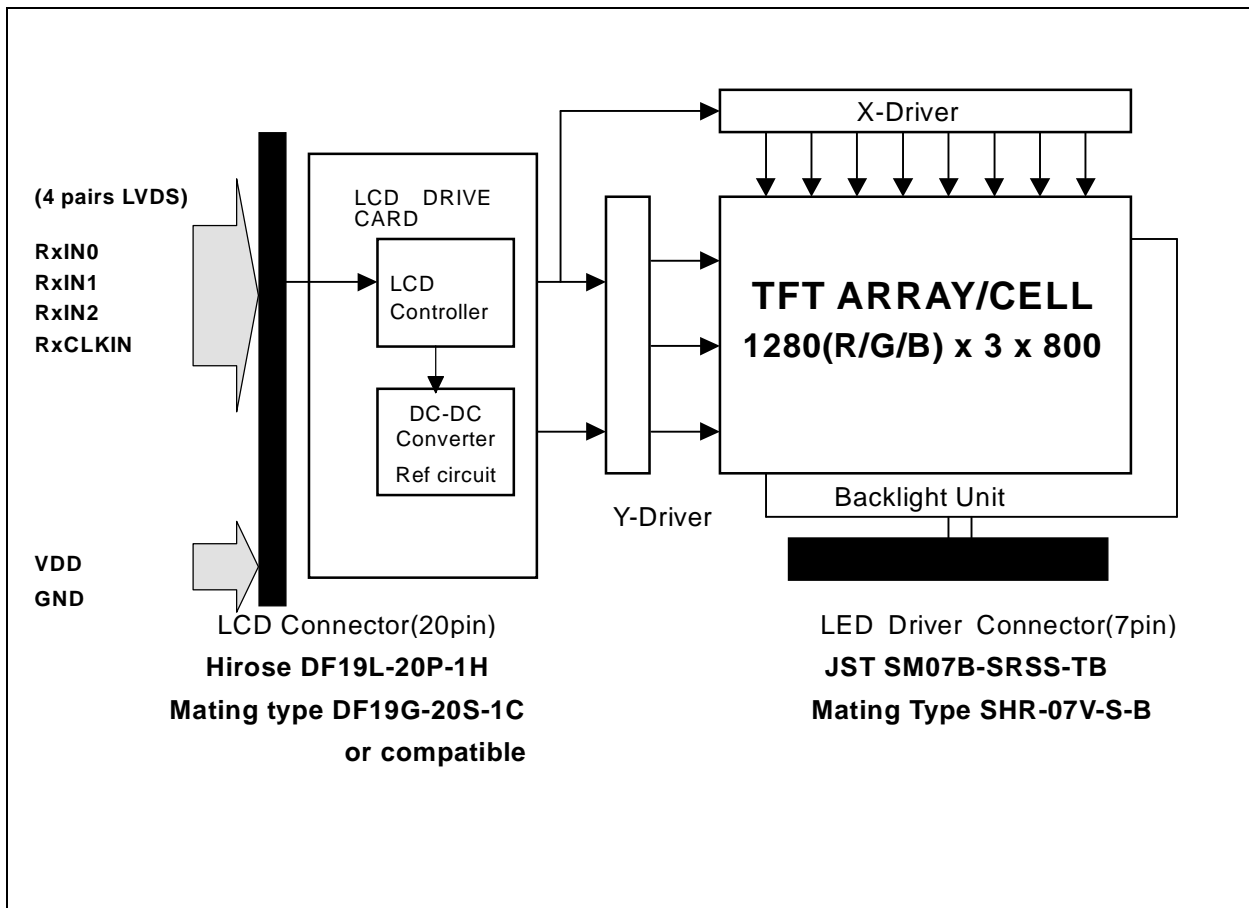 X-Driver
(4 pairs LVDS)
RxIN0
RxIN1
RxIN2
RxCLKIN
LCD DRIVE
CARD
LCD
Controller
DC-DC
Converter
Ref circuit
TFT ARRAY/CELL
1280(R/G/B) x 3 x 800
Backlight Unit
Y-Driver
VDD
GND
LCD Connector(20pin)
Hirose DF19L-20P-1H
Mating type DF19G-20S-1C
or compatible
LED Driver Connector(7pin)
JST SM07B-SRSS-TB
Mating Type SHR-07V-S-B